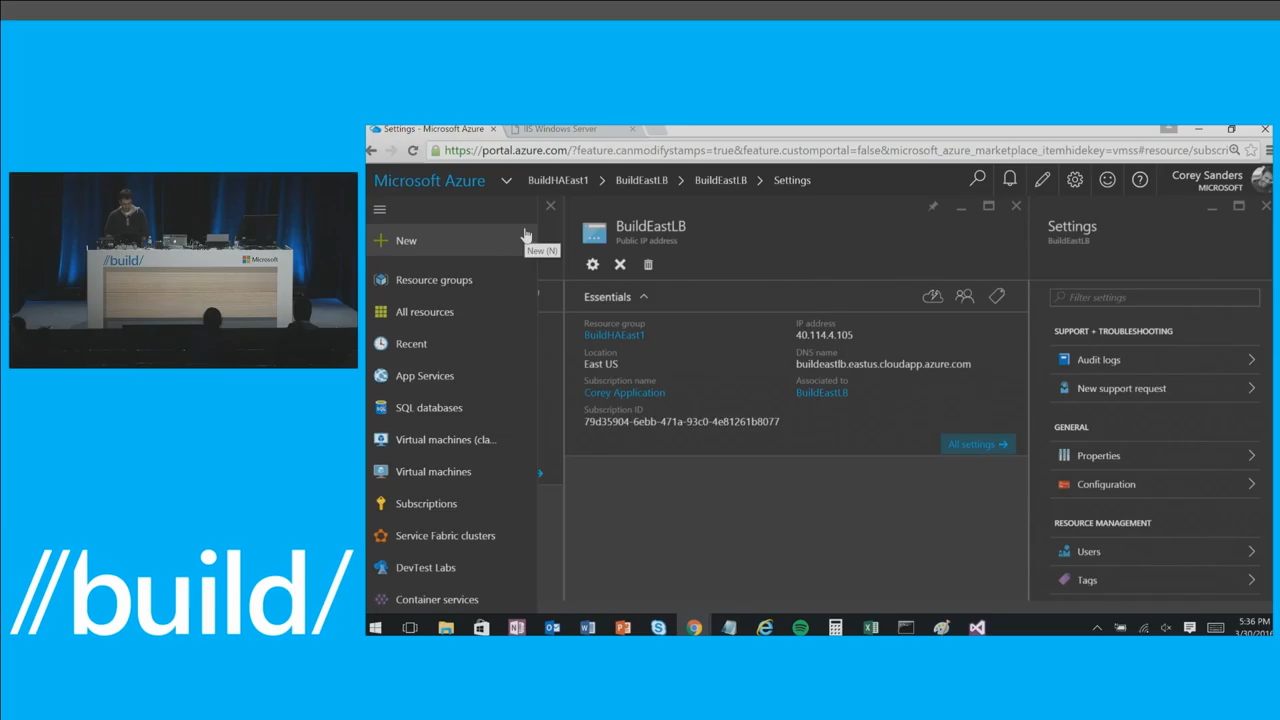 //build/
Microsoft
//build/
Settings - Microsoft Azure
IIS Windows Server
https://portal.azure.com/?feature.canmodifystamps=true&feature.customportal=false&microsoft_azure_marketplace_itemhidekey=vmss#resource/subscri
Microsoft Azure
BuildHAEast1
BuildEastLB
BuildEastLB
Settings
Corey Sanders
MICROSOFT
New
New (N)
Resource groups
All resources
Recent
App Services
SQL databases
Virtual machines (cla...
Virtual machines
Subscriptions
Service Fabric clusters
DevTest Labs
Container services
BuildEastLB
Public IP address
Essentials
Resource group
BuildHAEast1
Location
East US
Subscription name
Corey Application
Subscription ID
79d35904-6ebb-471a-93c0-4e81261b8077
IP address
40.114.4.105
DNS name
buildeastlb.eastus.cloudapp.azure.com
Associated to
BuildEastLB
All settings
Settings
BuildEastLB
Filter settings
SUPPORT + TROUBLESHOOTING
Audit logs
New support request
GENERAL
Properties
Configuration
RESOURCE MANAGEMENT
Users
Tags
5:36 PM
3/30/2016